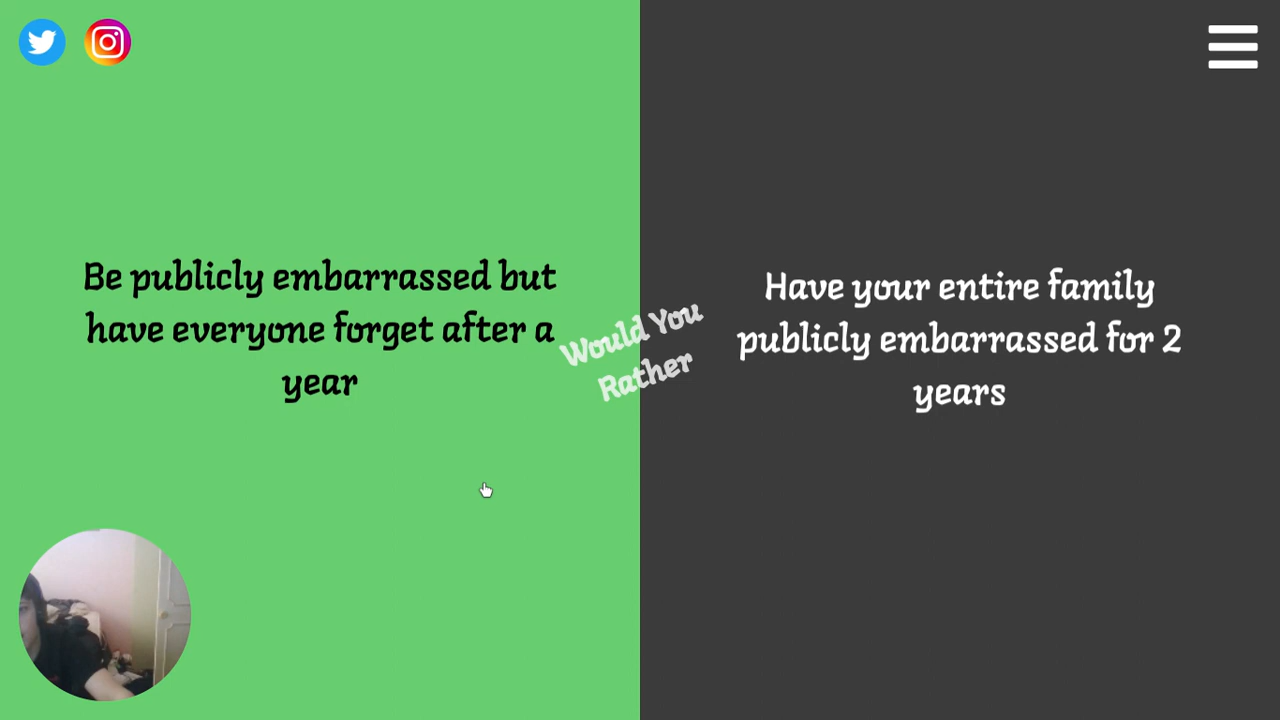 Be publicly embarrassed but
have everyone forget after a
year
Would You
Rather
Have your entire family
publicly embarrassed for 2
years